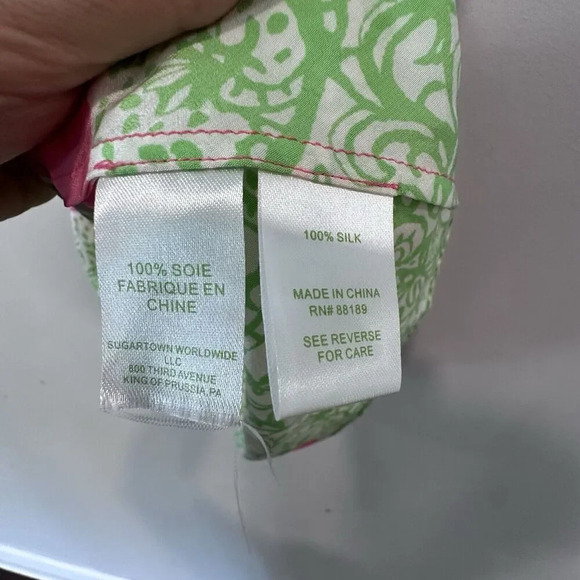 100% SOIE
FABRIQUE EN
CHINE
SUGARTOWN WORLDWIDE
LLC
800 THIRD AVENUE
KING OF PRUSSIA, PA
100% SILK
MADE IN CHINA
RN# 88189
SEE REVERSE
FOR CARE